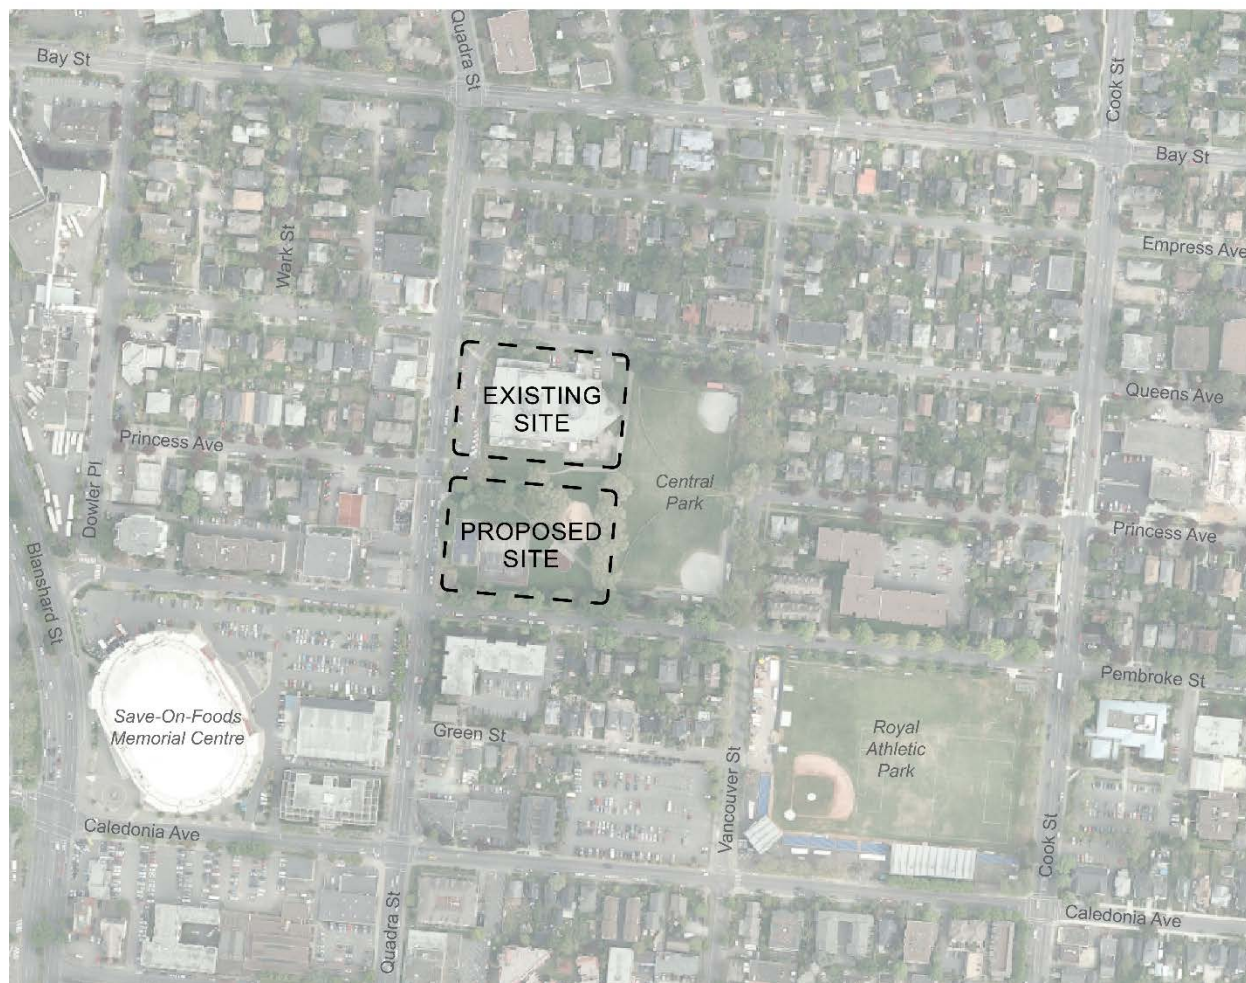 Quadra St
Bay St
Cook St
Bay St
Empress Ave
Wark St
EXISTING
SITE
Queens Ave
Princess Ave
Central
Park
Dowler Pl
PROPOSED
SITE
Princess Ave
Blanshard St
Pembroke St
Save-On-Foods
Memorial Centre
Green St
Royal
Athletic
Park
Vancouver St
Caledonia Ave
Cook St
Quadra St
Caledonia Ave